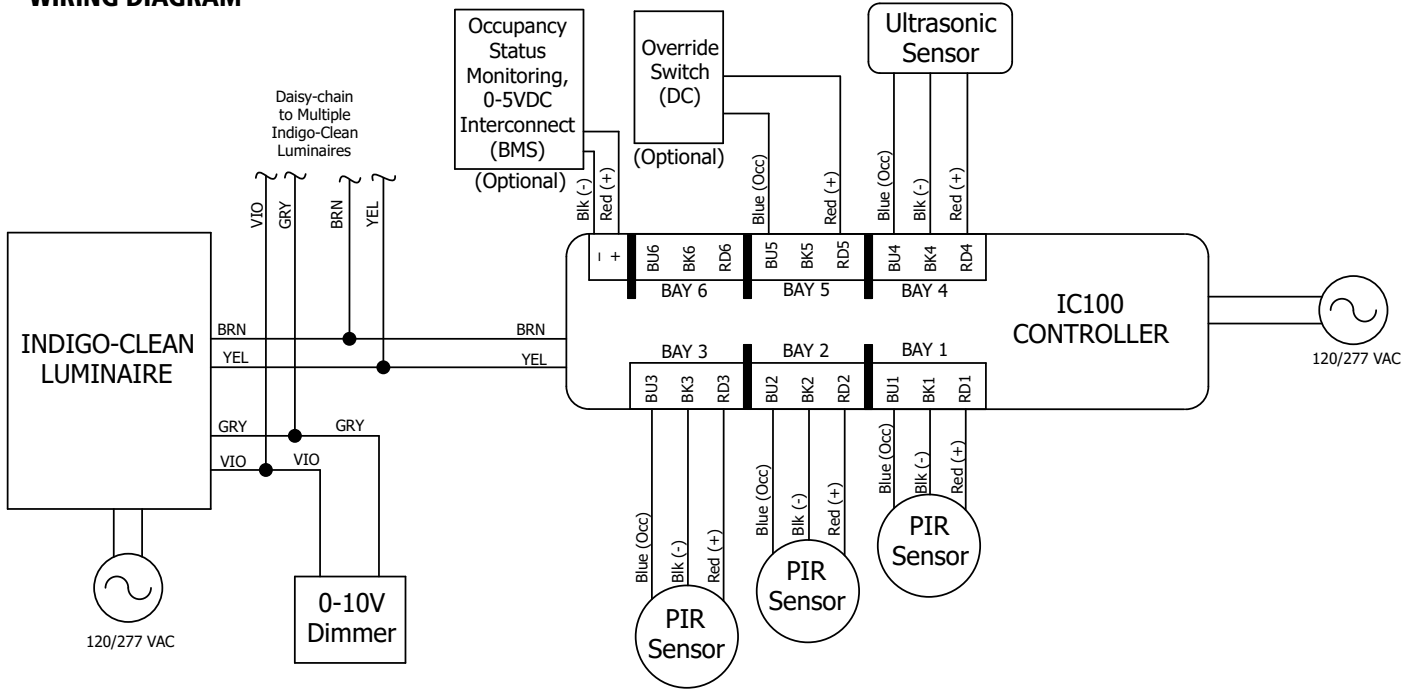 WIRING DIAGRAM
Occupancy
Status
Monitoring,
0-5VDC
Interconnect
(BMS)
(Optional)
Override
Switch
(DC)
(Optional)
Ultrasonic
Sensor
Daisy-chain
to Multiple
Indigo-Clean
Luminaires
VIO
GRY
BRN
YEL
Blk (-)
Red (+)
Blue (Occ)
Red (+)
Blue (Occ)
Blk (-)
Red (+)
- +
BU6
BK6
RD6
BU5
BK5
RD5
BU4
BK4
RD4
BAY 6
BAY 5
BAY 4
IC100
CONTROLLER
120/277 VAC
INDIGO-CLEAN
LUMINAIRE
BRN
BRN
YEL
YEL
GRY
GRY
VIO
VIO
BAY 3
BAY 2
BAY 1
BU3
BK3
RD3
BU2
BK2
RD2
BU1
BK1
RD1
Blue (Occ)
Blk (-)
Red (+)
Blue (Occ)
Blk (-)
Red (+)
Blue (Occ)
Blk (-)
Red (+)
PIR
Sensor
PIR
Sensor
PIR
Sensor
0-10V
Dimmer
120/277 VAC